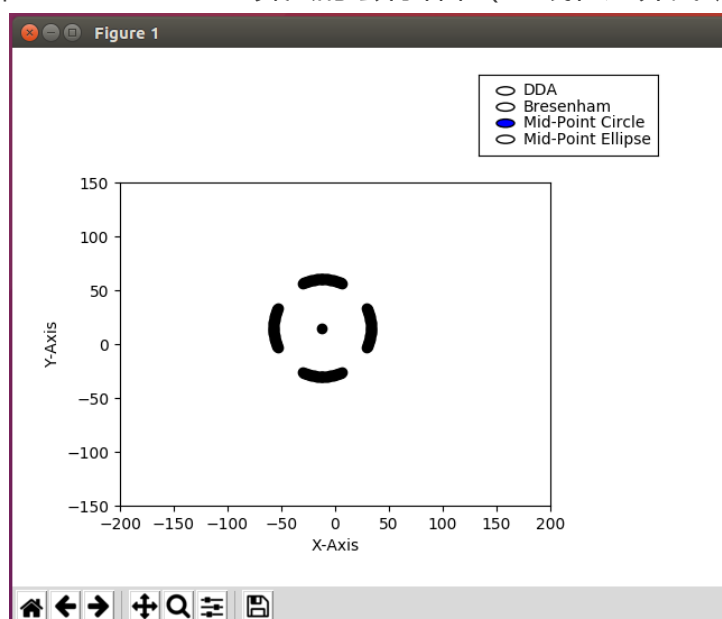 Figure 1
DDA
Bresenham
Mid-Point Circle
Mid-Point Ellipse
150
100
50
0
−50
−100
−150
Y-Axis
−200 −150 −100 −50 0 50 100 150 200
X-Axis